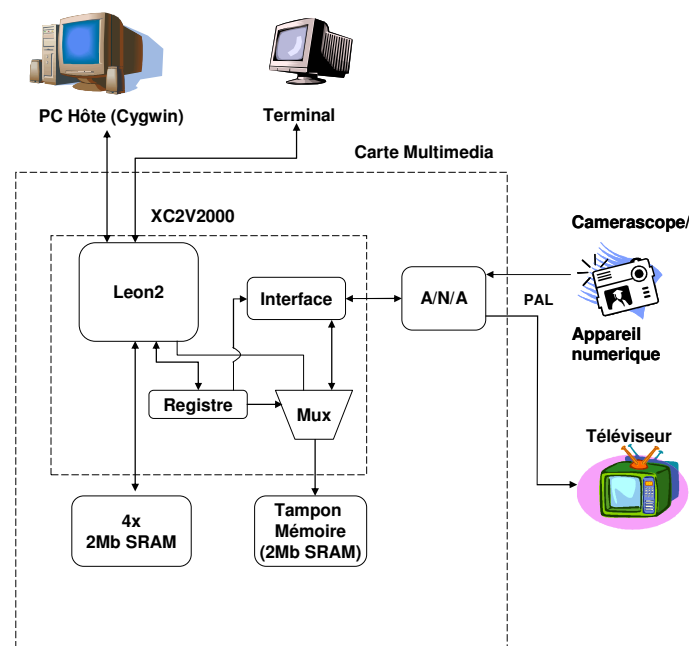 PC Hôte (Cygwin)
Terminal
Carte Multimedia
XC2V2000
Camerascope/
Leon2
Interface
A/N/A
PAL
Appareil
numerique
Registre
Mux
Téléviseur
4x
2Mb SRAM
Tampon
Mémoire
(2Mb SRAM)